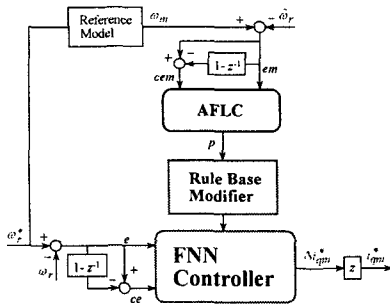 Reference
Model
ω_m + - ω̂_r
- + 1 - z⁻¹
cem em
AFLC
p
Rule Base
Modifier
ω_r* + e
- 1 - z⁻¹ +
ω_r - ce
FNN
Controller
Δi_qm* z i_qm*